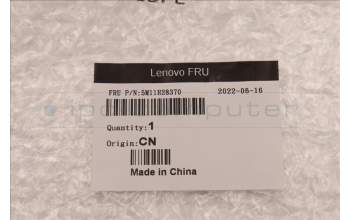 Lenovo FRU
FRU P/N:5M11H28370 2022-06-16
Quantity:1
Origin:CN
Made in China